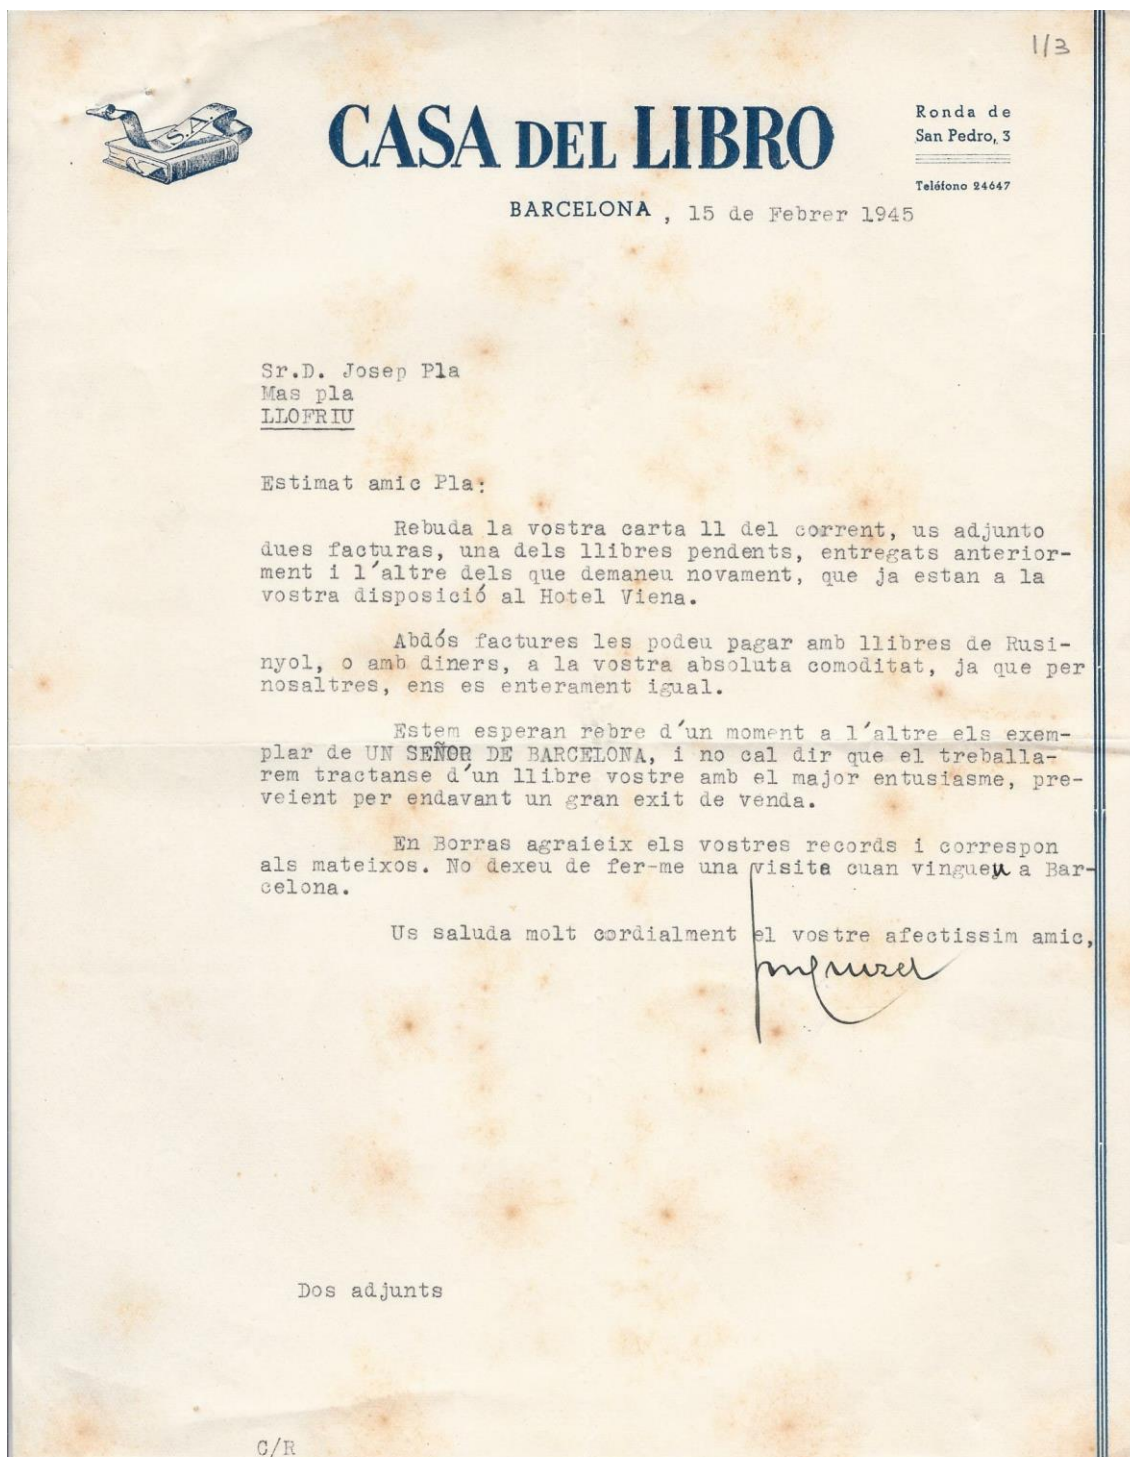 1/3
S.A.
CASA DEL LIBRO
Ronda de
San Pedro, 3
Teléfono 24647
BARCELONA , 15 de Febrer 1945
Sr.D. Josep Pla
Mas pla
LLOFRIU
Estimat amic Pla:
Rebuda la vostra carta 11 del corrent, us adjunto
dues facturas, una dels llibres pendents, entregats anterior-
ment i l'altre dels que demaneu novament, que ja estan a la
vostra disposició al Hotel Viena.
Abdós factures les podeu pagar amb llibres de Rusi-
nyol, o amb diners, a la vostra absoluta comoditat, ja que per
nosaltres, ens es enterament igual.
Estem esperan rebre d'un moment a l'altre els exem-
plar de UN SEÑOR DE BARCELONA, i no cal dir que el treballa-
rem tractanse d'un llibre vostre amb el major entusiasme, pre-
veient per endavant un gran exit de venda.
En Borras agraieix els vostres records i correspon
als mateixos. No dexeu de fer-me una visita cuan vingueu a Bar-
celona.
Us saluda molt cordialment el vostre afectissim amic,
Dos adjunts
C/R